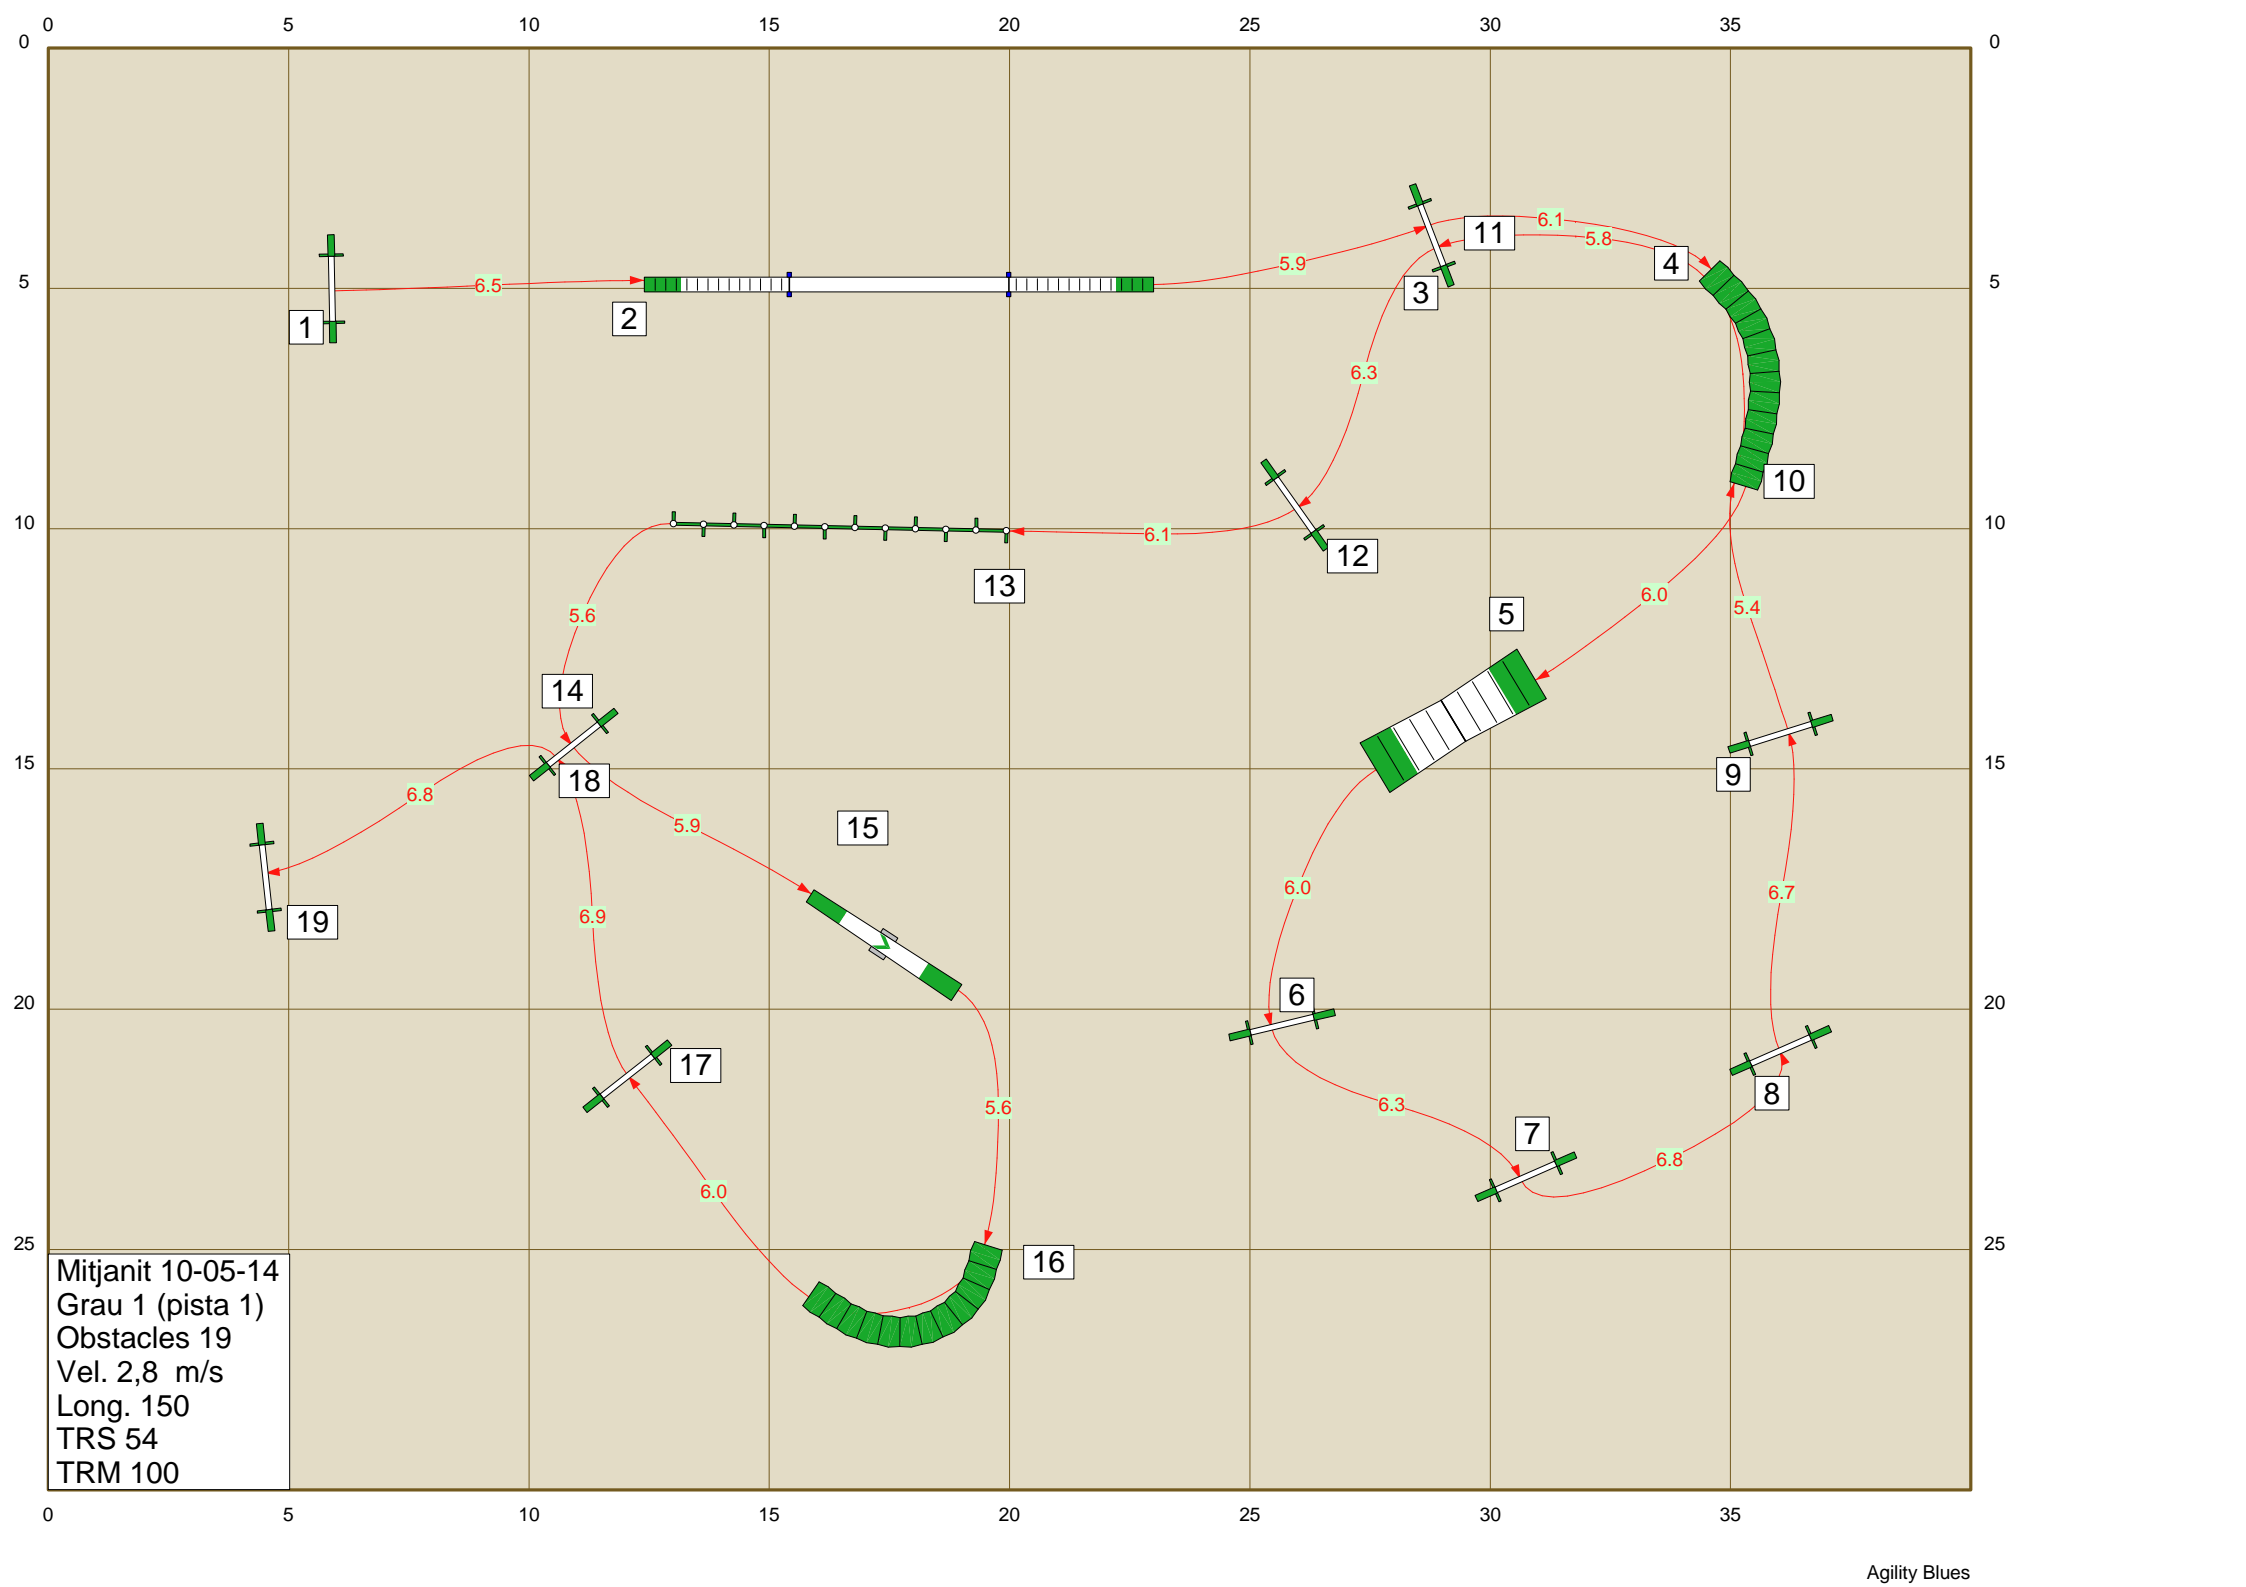 0 5 10 15 20 25 30 35
0 0
11 6.1
4 5.8
5.9
5 6.5 3 5
1 2
6.3
10
10 6.1 10
12
13
5 6.0 5.4
5.6
14
15 18 9 15
6.8 5.9 15
6.0 6.7
19 6.9
20 6 20
17 8
5.6 6.3
7 6.8
6.0
25 16 25
Mitjanit 10-05-14
Grau 1 (pista 1)
Obstacles 19
Vel. 2,8 m/s
Long. 150
TRS 54
TRM 100
0 5 10 15 20 25 30 35
Agility Blues